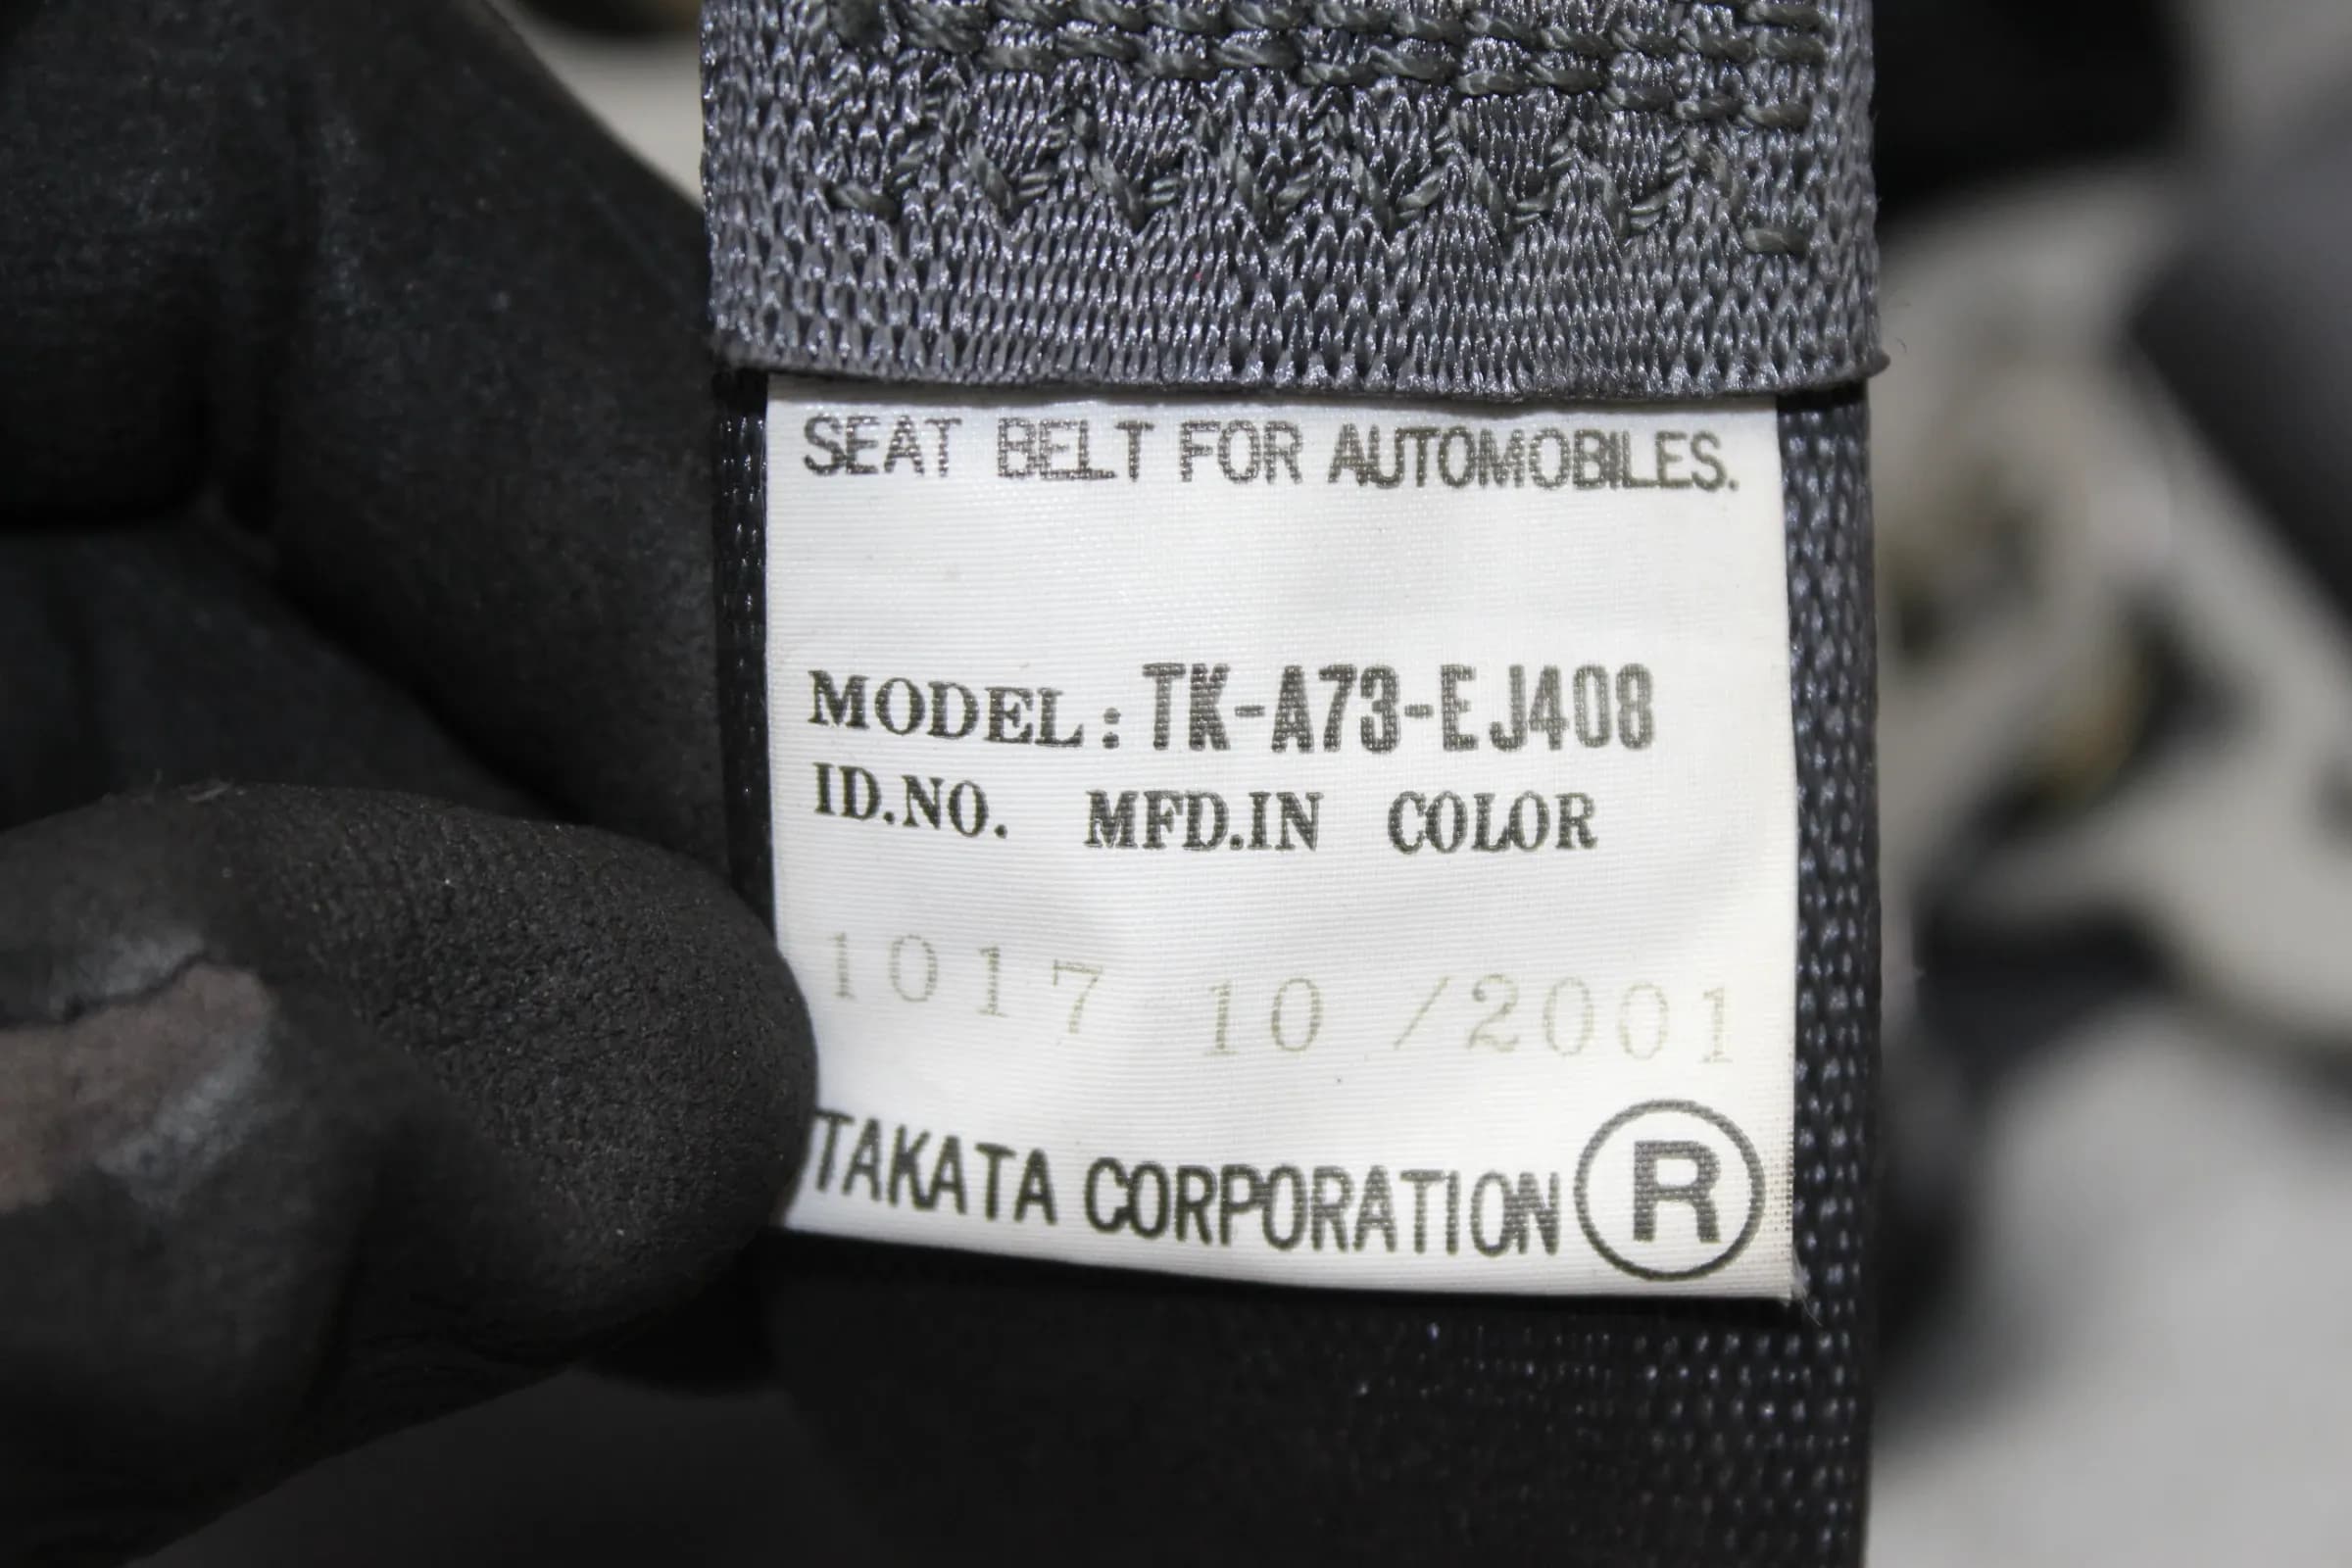 SEAT BELT FOR AUTOMOBILES.
MODEL: TK-A73-EJ408
ID.NO. MFD.IN COLOR
1017 10/2001
TAKATA CORPORATION Ⓡ